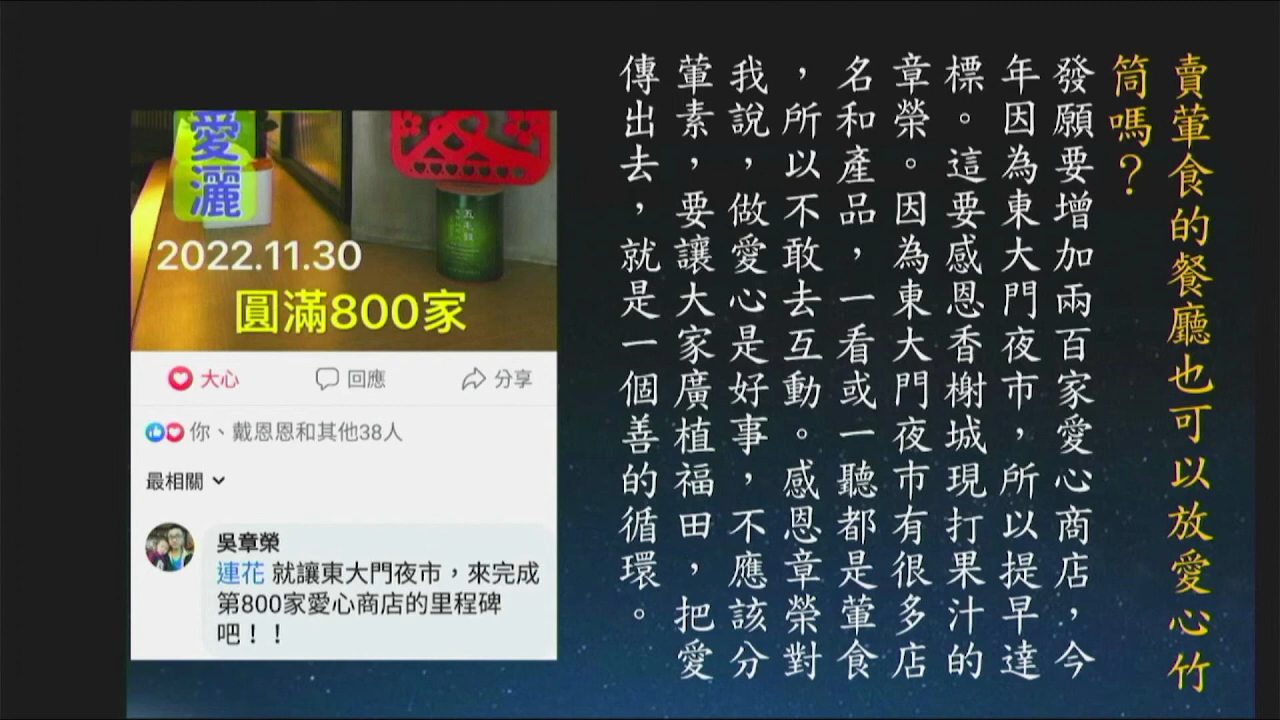 賣葷食的餐廳也可以放愛心竹
筒嗎？
發願要增加兩百家愛心商店，今
年因為東大門夜市，所以提早達
標。這要感恩香榭城現打果汁的
章榮。因為東大門夜市有很多店
名和產品，一看或一聽都是葷食
，所以不敢去互動。感恩章榮對
我說，做愛心是好事，不應該分
葷素，要讓大家廣植福田，把愛
傳出去，就是一個善的循環。
愛灑
五毛錢
2022.11.30
圓滿800家
大心 回應 分享
你、戴恩恩和其他38人
最相關
吳章榮
連花 就讓東大門夜市，來完成
第800家愛心商店的里程碑
吧！！